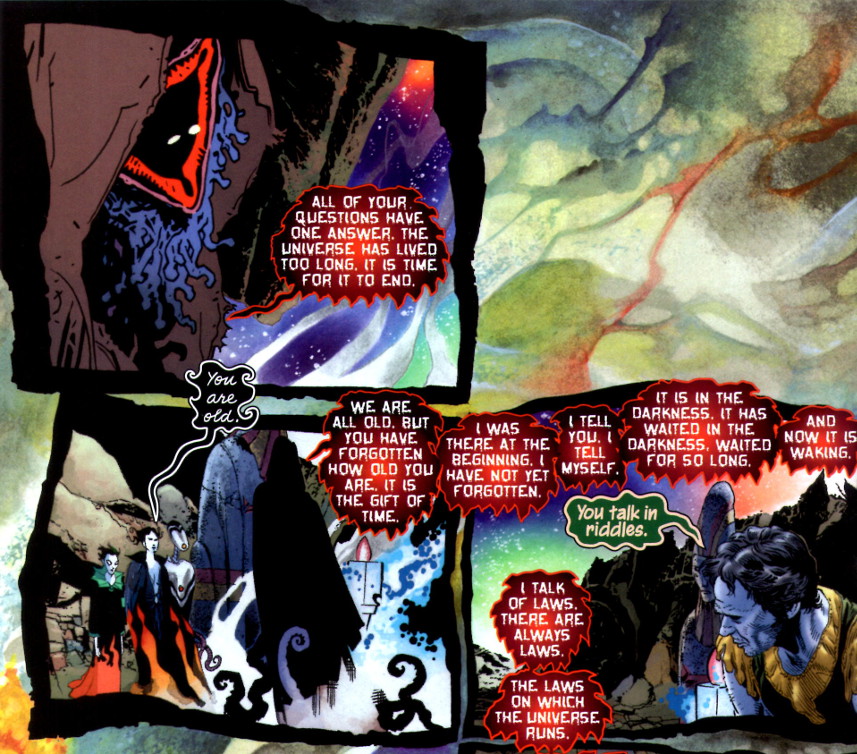 ALL OF YOUR
QUESTIONS HAVE
ONE ANSWER. THE
UNIVERSE HAS LIVED
TOO LONG. IT IS TIME
FOR IT TO END.
You
are
old.
WE ARE
ALL OLD. BUT
YOU HAVE
FORGOTTEN
HOW OLD YOU
ARE. IT IS
THE GIFT OF
TIME.
I WAS
THERE AT THE
BEGINNING. I
HAVE NOT YET
FORGOTTEN.
I TELL
YOU. I
TELL
MYSELF.
IT IS IN THE
DARKNESS. IT HAS
WAITED IN THE
DARKNESS, WAITED
FOR SO LONG.
AND
NOW IT IS
WAKING.
You talk in
riddles.
I TALK
OF LAWS.
THERE ARE
ALWAYS
LAWS.
THE LAWS
ON WHICH
THE UNIVERSE
RUNS.